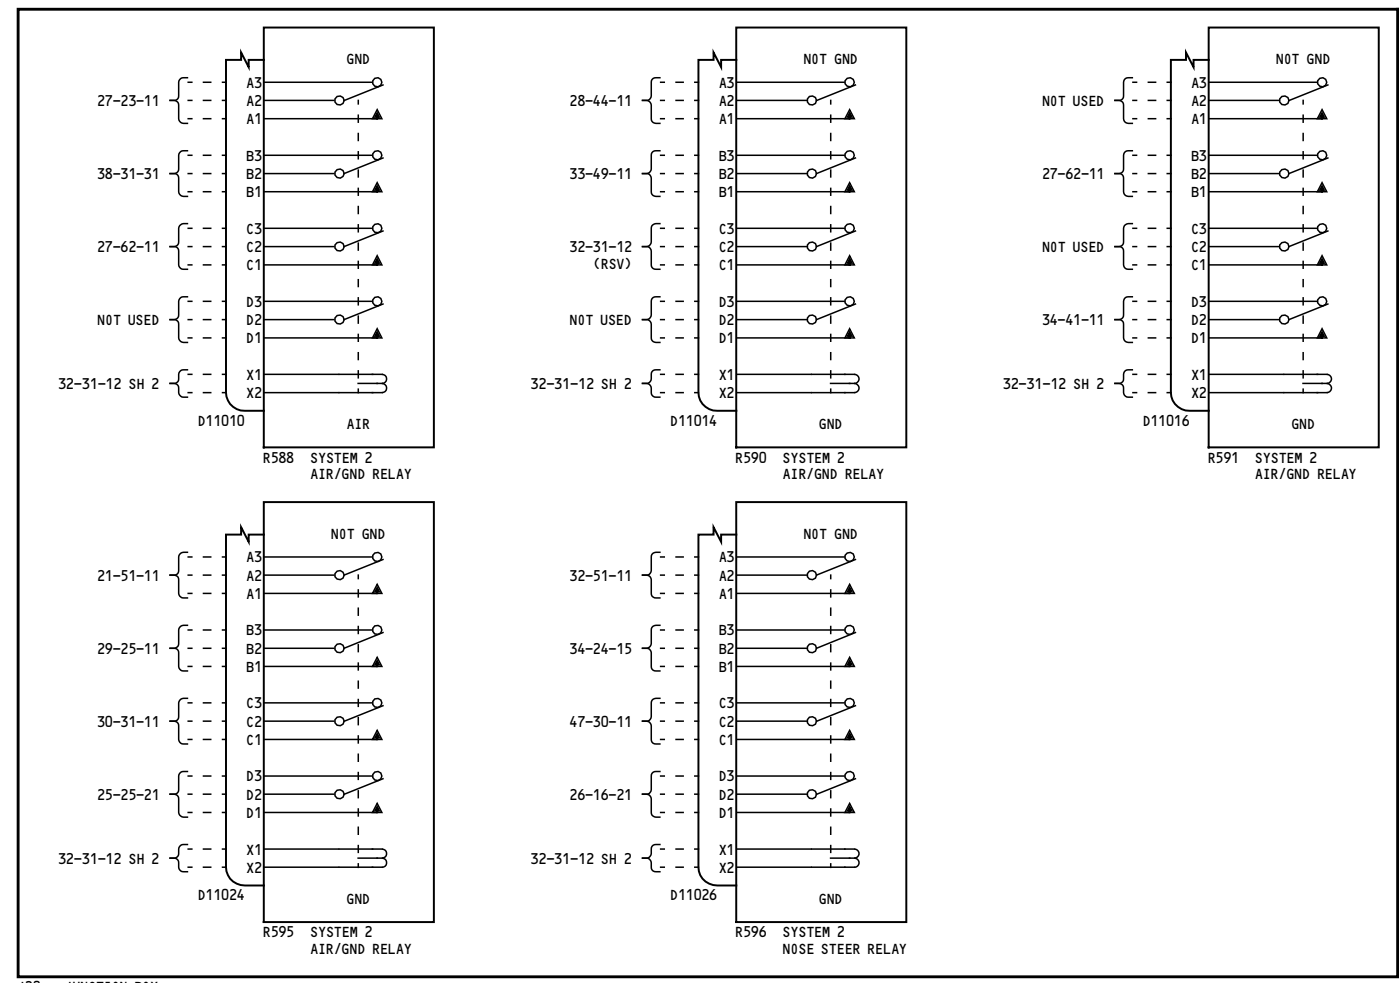 GND
27-23-11
A3
A2
A1
38-31-31
B3
B2
B1
27-62-11
C3
C2
C1
NOT USED
D3
D2
D1
32-31-12 SH 2
X1
X2
D11010
AIR
R588 SYSTEM 2
AIR/GND RELAY
NOT GND
28-44-11
A3
A2
A1
33-49-11
B3
B2
B1
32-31-12
(RSV)
C3
C2
C1
NOT USED
D3
D2
D1
32-31-12 SH 2
X1
X2
D11014
GND
R590 SYSTEM 2
AIR/GND RELAY
NOT GND
NOT USED
A3
A2
A1
27-62-11
B3
B2
B1
NOT USED
C3
C2
C1
34-41-11
D3
D2
D1
32-31-12 SH 2
X1
X2
D11016
GND
R591 SYSTEM 2
AIR/GND RELAY
NOT GND
21-51-11
A3
A2
A1
29-25-11
B3
B2
B1
30-31-11
C3
C2
C1
25-25-21
D3
D2
D1
32-31-12 SH 2
X1
X2
D11024
GND
R595 SYSTEM 2
AIR/GND RELAY
NOT GND
32-51-11
A3
A2
A1
34-24-15
B3
B2
B1
47-30-11
C3
C2
C1
26-16-21
D3
D2
D1
32-31-12 SH 2
X1
X2
D11026
GND
R596 SYSTEM 2
NOSE STEER RELAY